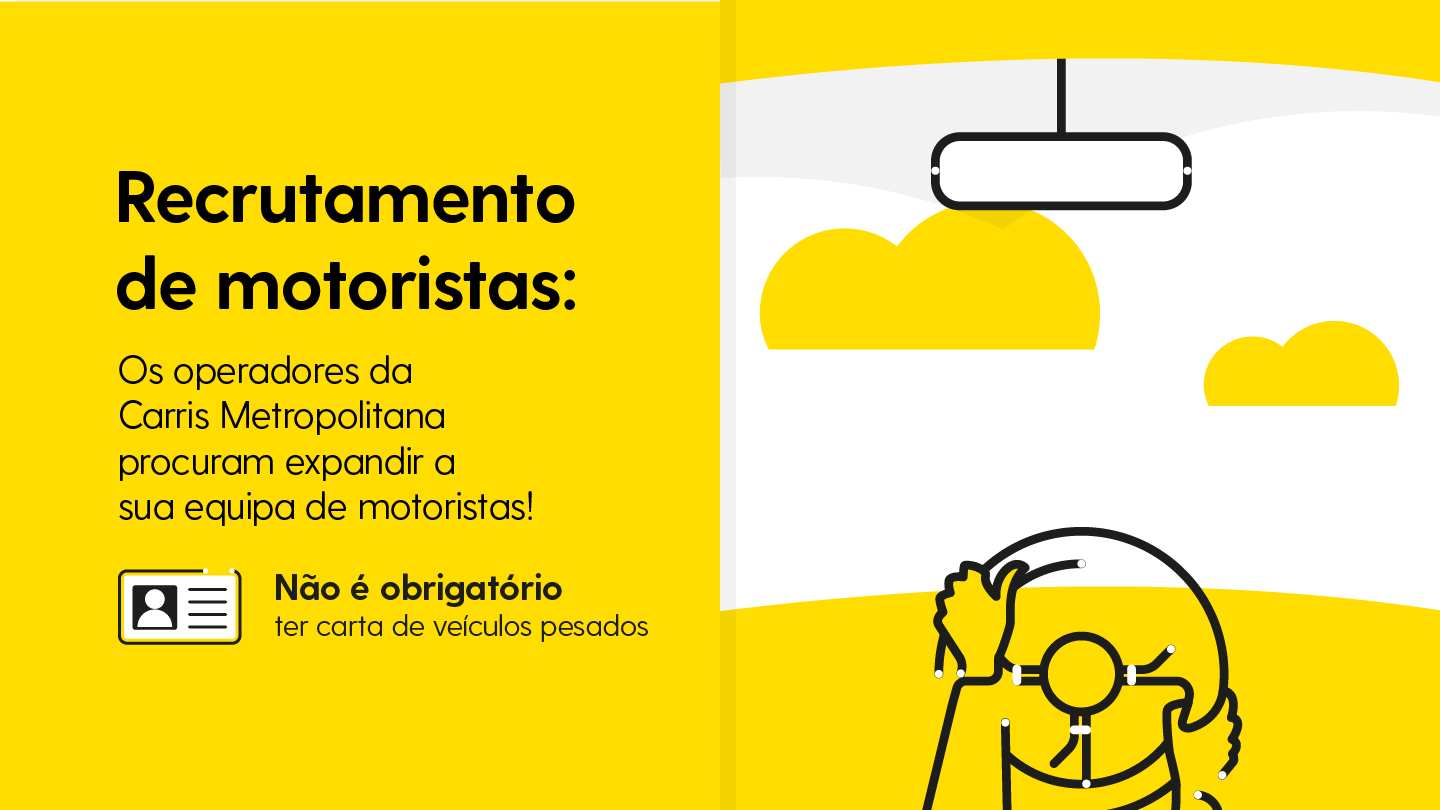 Recrutamento
de motoristas:
Os operadores da
Carris Metropolitana
procuram expandir a
sua equipa de motoristas!
Não é obrigatório
ter carta de veículos pesados